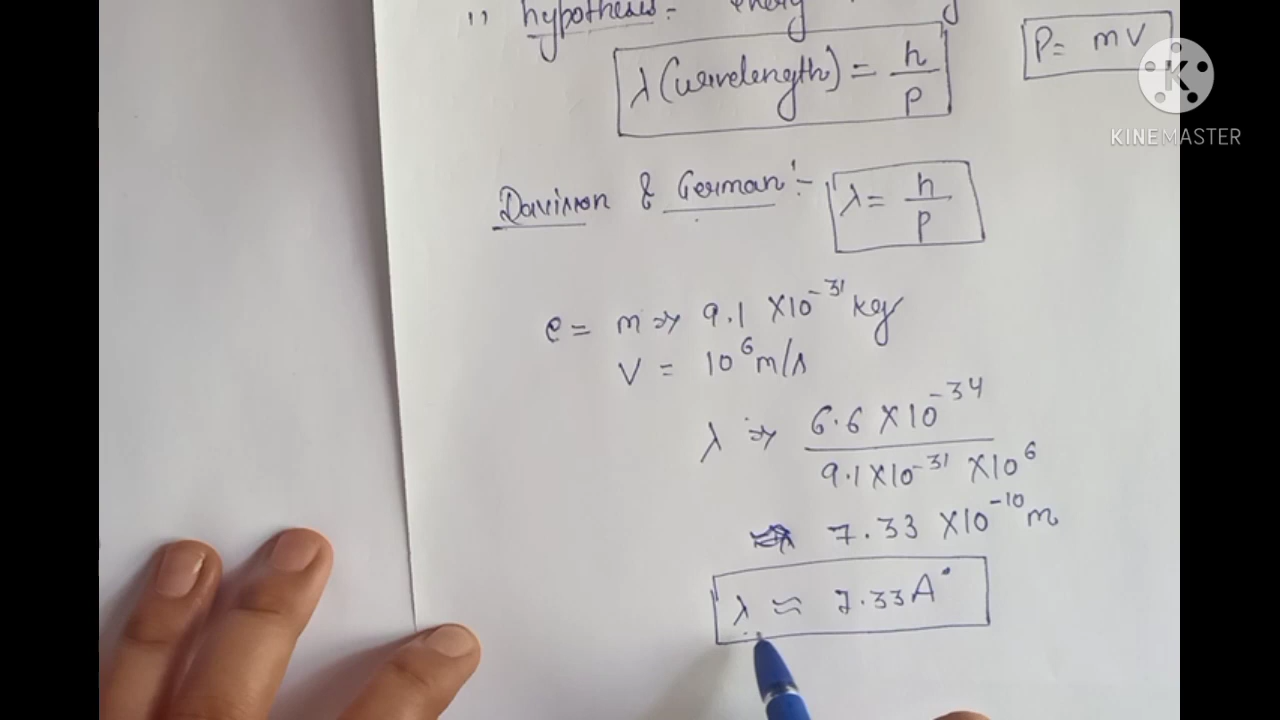 " hypothesis:-
λ (wavelength) = h/p
P = mv
K
KINEMASTER
Davisson & German :- λ = h/p
e = m => 9.1 ×10⁻³¹ kg
V = 10⁶ m/s
λ => 6.6 ×10⁻³⁴ / 9.1×10⁻³¹ ×10⁶
7.33 ×10⁻¹⁰ m
λ ≈ 7.33A°